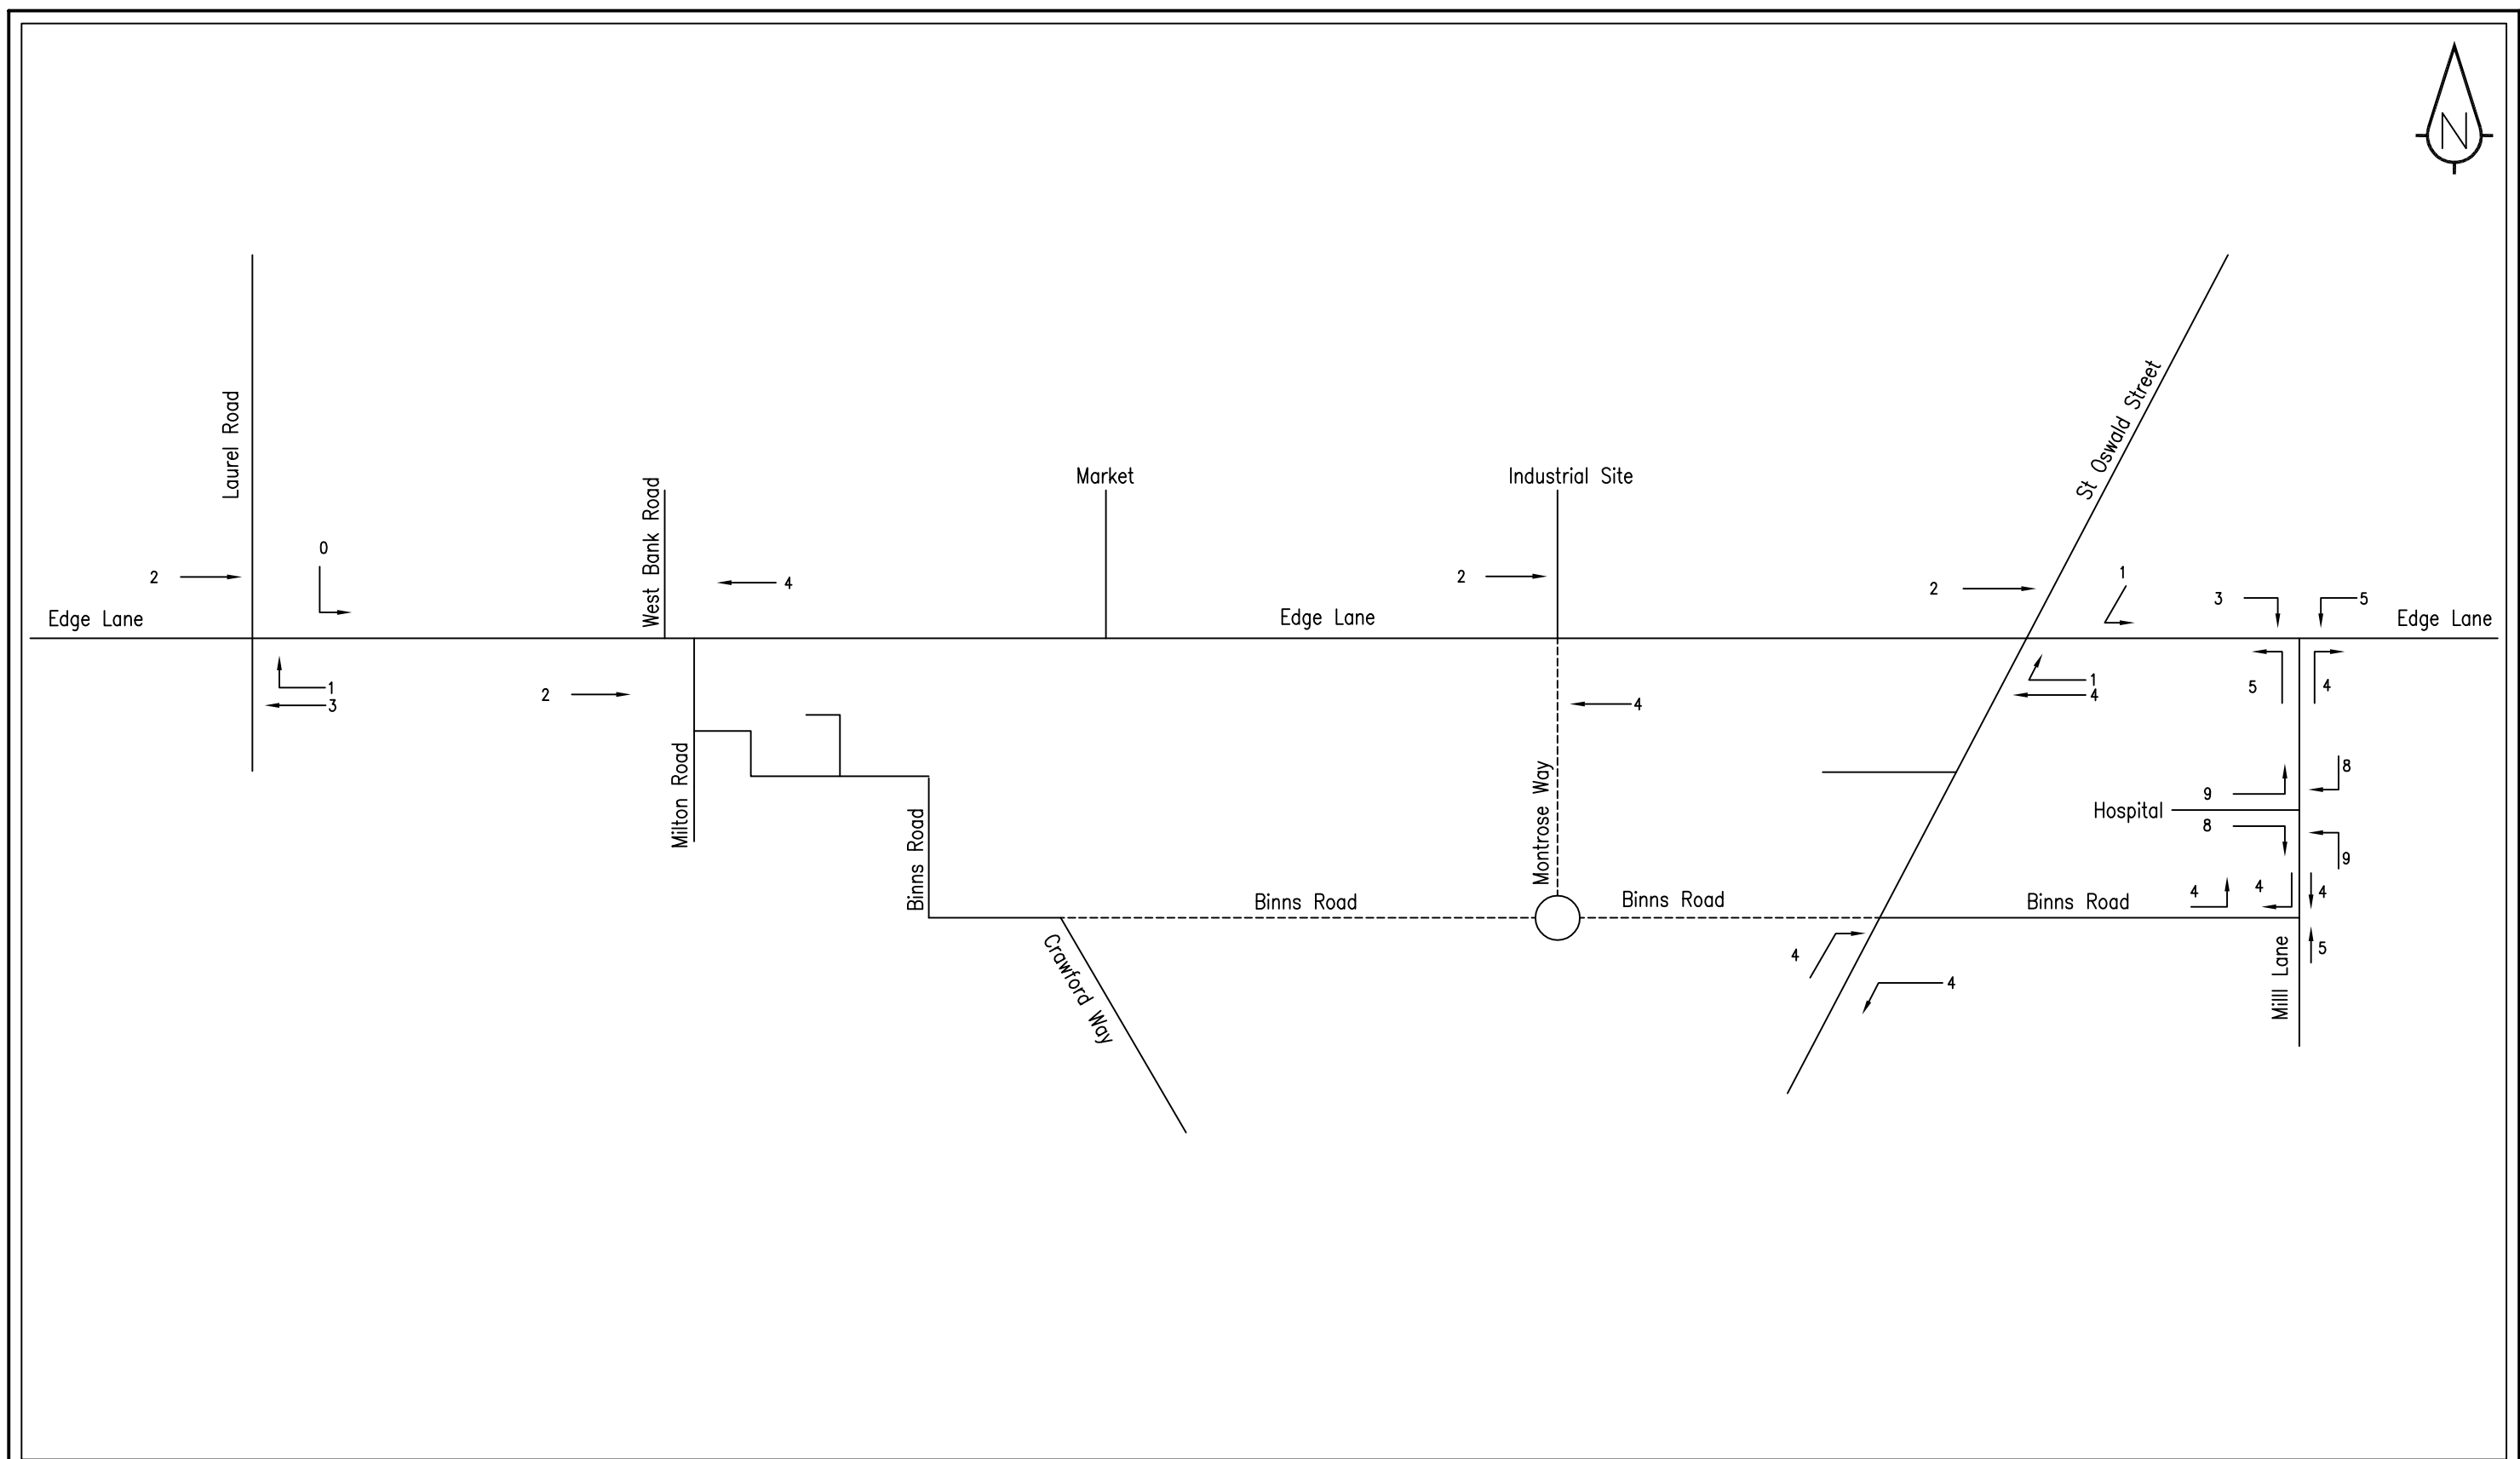 N
Laurel Road
St Oswald Street
Market
Industrial Site
West Bank Road
0
2
4
2
2
1
3
5
Edge Lane
Edge Lane
Edge Lane
1
3
2
4
1
4
5
4
Milton Road
Montrose Way
8
9
Hospital
8
9
Binns Road
4
4
4
Binns Road
Binns Road
Binns Road
Crawford Way
4
4
5
Milll Lane